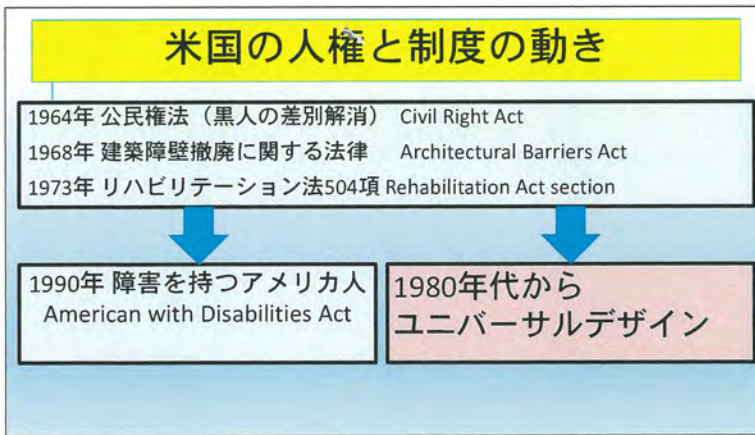 米国の人権と制度の動き
1964年 公民権法（黒人の差別解消） Civil Right Act
1968年 建築障壁撤廃に関する法律 Architectural Barriers Act
1973年 リハビリテーション法504項 Rehabilitation Act section
1990年 障害を持つアメリカ人
American with Disabilities Act
1980年代から
ユニバーサルデザイン